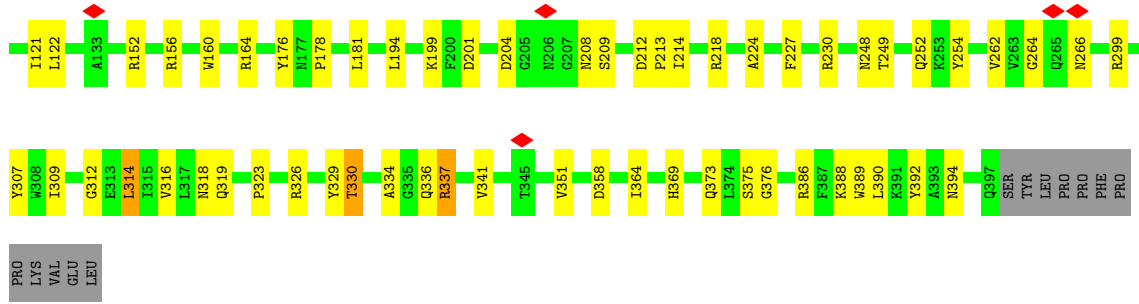 I121 L122 A133 R152 R156 W160 R164 Y176 N177 P178 L181 L194 K199 F200 D201 D204 G205 N206 G207 N208 S209 D212 P213 I214 R218 A224 F227 R230 N248 T249 Q252 K253 Y254 V262 V263 G264 Q265 N266 R299
Y307 W308 I309 G312 E313 L314 I315 V316 L317 N318 Q319 P323 R326 Y329 T330 A334 G335 Q336 R337 V341 T345 V351 D358 I364 H369 Q373 L374 S375 G376 R386 F387 K388 W389 L390 K391 Y392 A393 N394 Q397 SER TYR LEU PRO PRO PHE PRO
PRO LYS VAL GLU LEU